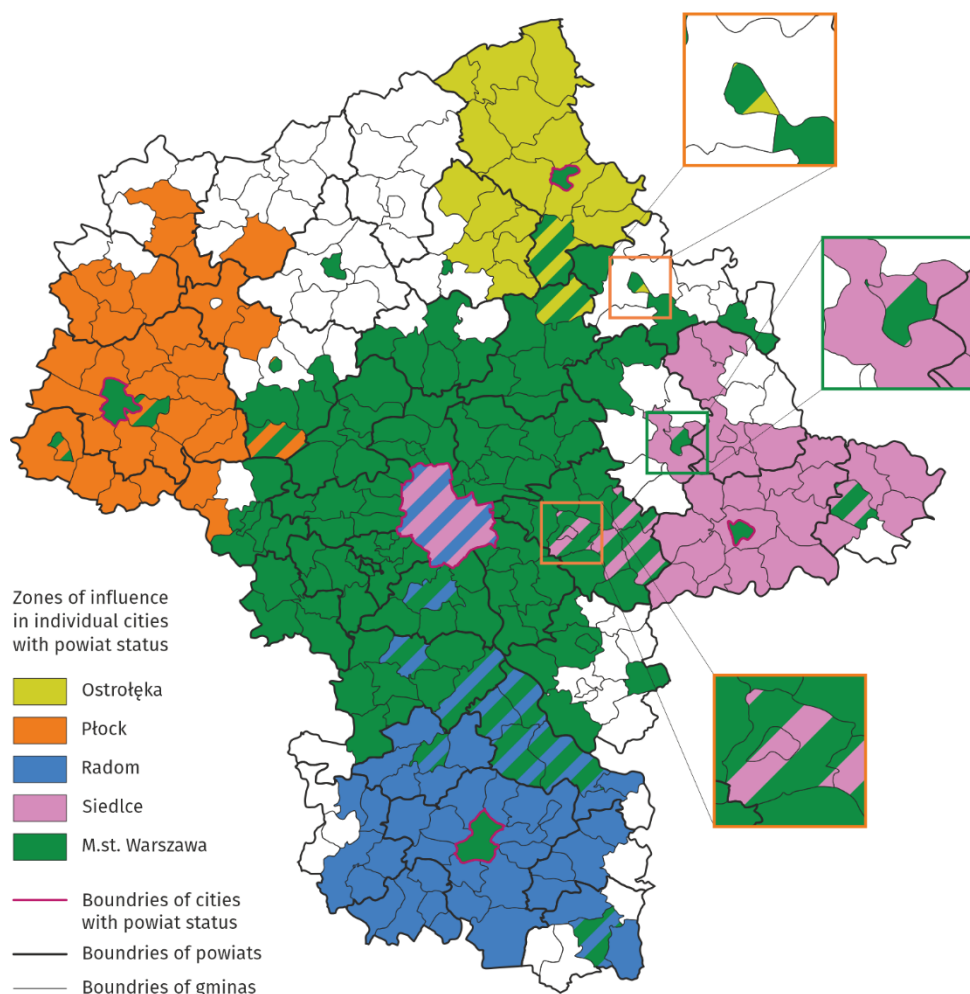 Zones of influence
in individual cities
with powiat status
Ostrołęka
Płock
Radom
Siedlce
M.st. Warszawa
Boundries of cities
with powiat status
Boundries of powiats
Boundries of gminas